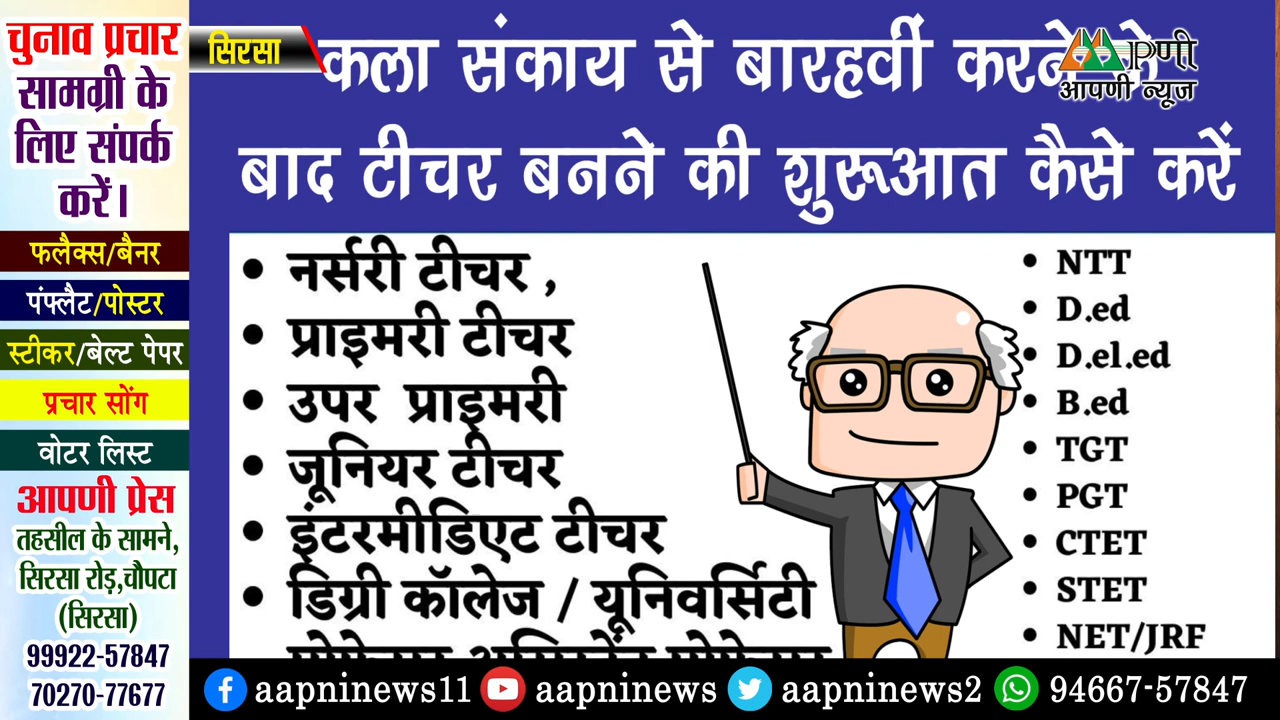 चुनाव प्रचार
सामग्री के
लिए संपर्क
करें।
फलैक्स/बैनर
पंफ्लैट/पोस्टर
स्टीकर/बेल्ट पेपर
प्रचार सोंग
वोटर लिस्ट
आपणी प्रेस
तहसील के सामने,
सिरसा रोड़,चौपटा
(सिरसा)
99922-57847
70270-77677
सिरसा
कला संकाय से बारहवीं करने के
बाद टीचर बनने की शुरूआत कैसे करें
Pणी
आपणी न्यूज
• नर्सरी टीचर ,
• प्राइमरी टीचर
• उपर प्राइमरी
• जूनियर टीचर
• इंटरमीडिएट टीचर
• डिग्री कॉलेज / यूनिवर्सिटी
• NTT
• D.ed
• D.el.ed
• B.ed
• TGT
• PGT
• CTET
• STET
• NET/JRF
aapninews11 aapninews aapninews2 94667-57847